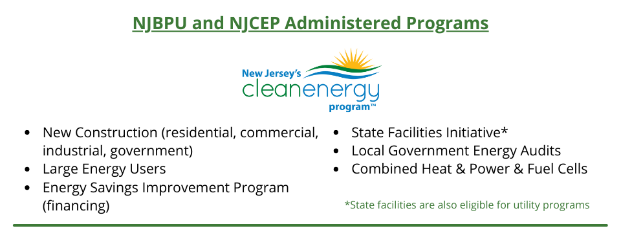 NJBPU and NJCEP Administered Programs
New Jersey's
cleanenergy
program™
• New Construction (residential, commercial,
industrial, government)
• Large Energy Users
• Energy Savings Improvement Program
(financing)
• State Facilities Initiative*
• Local Government Energy Audits
• Combined Heat & Power & Fuel Cells
*State facilities are also eligible for utility programs